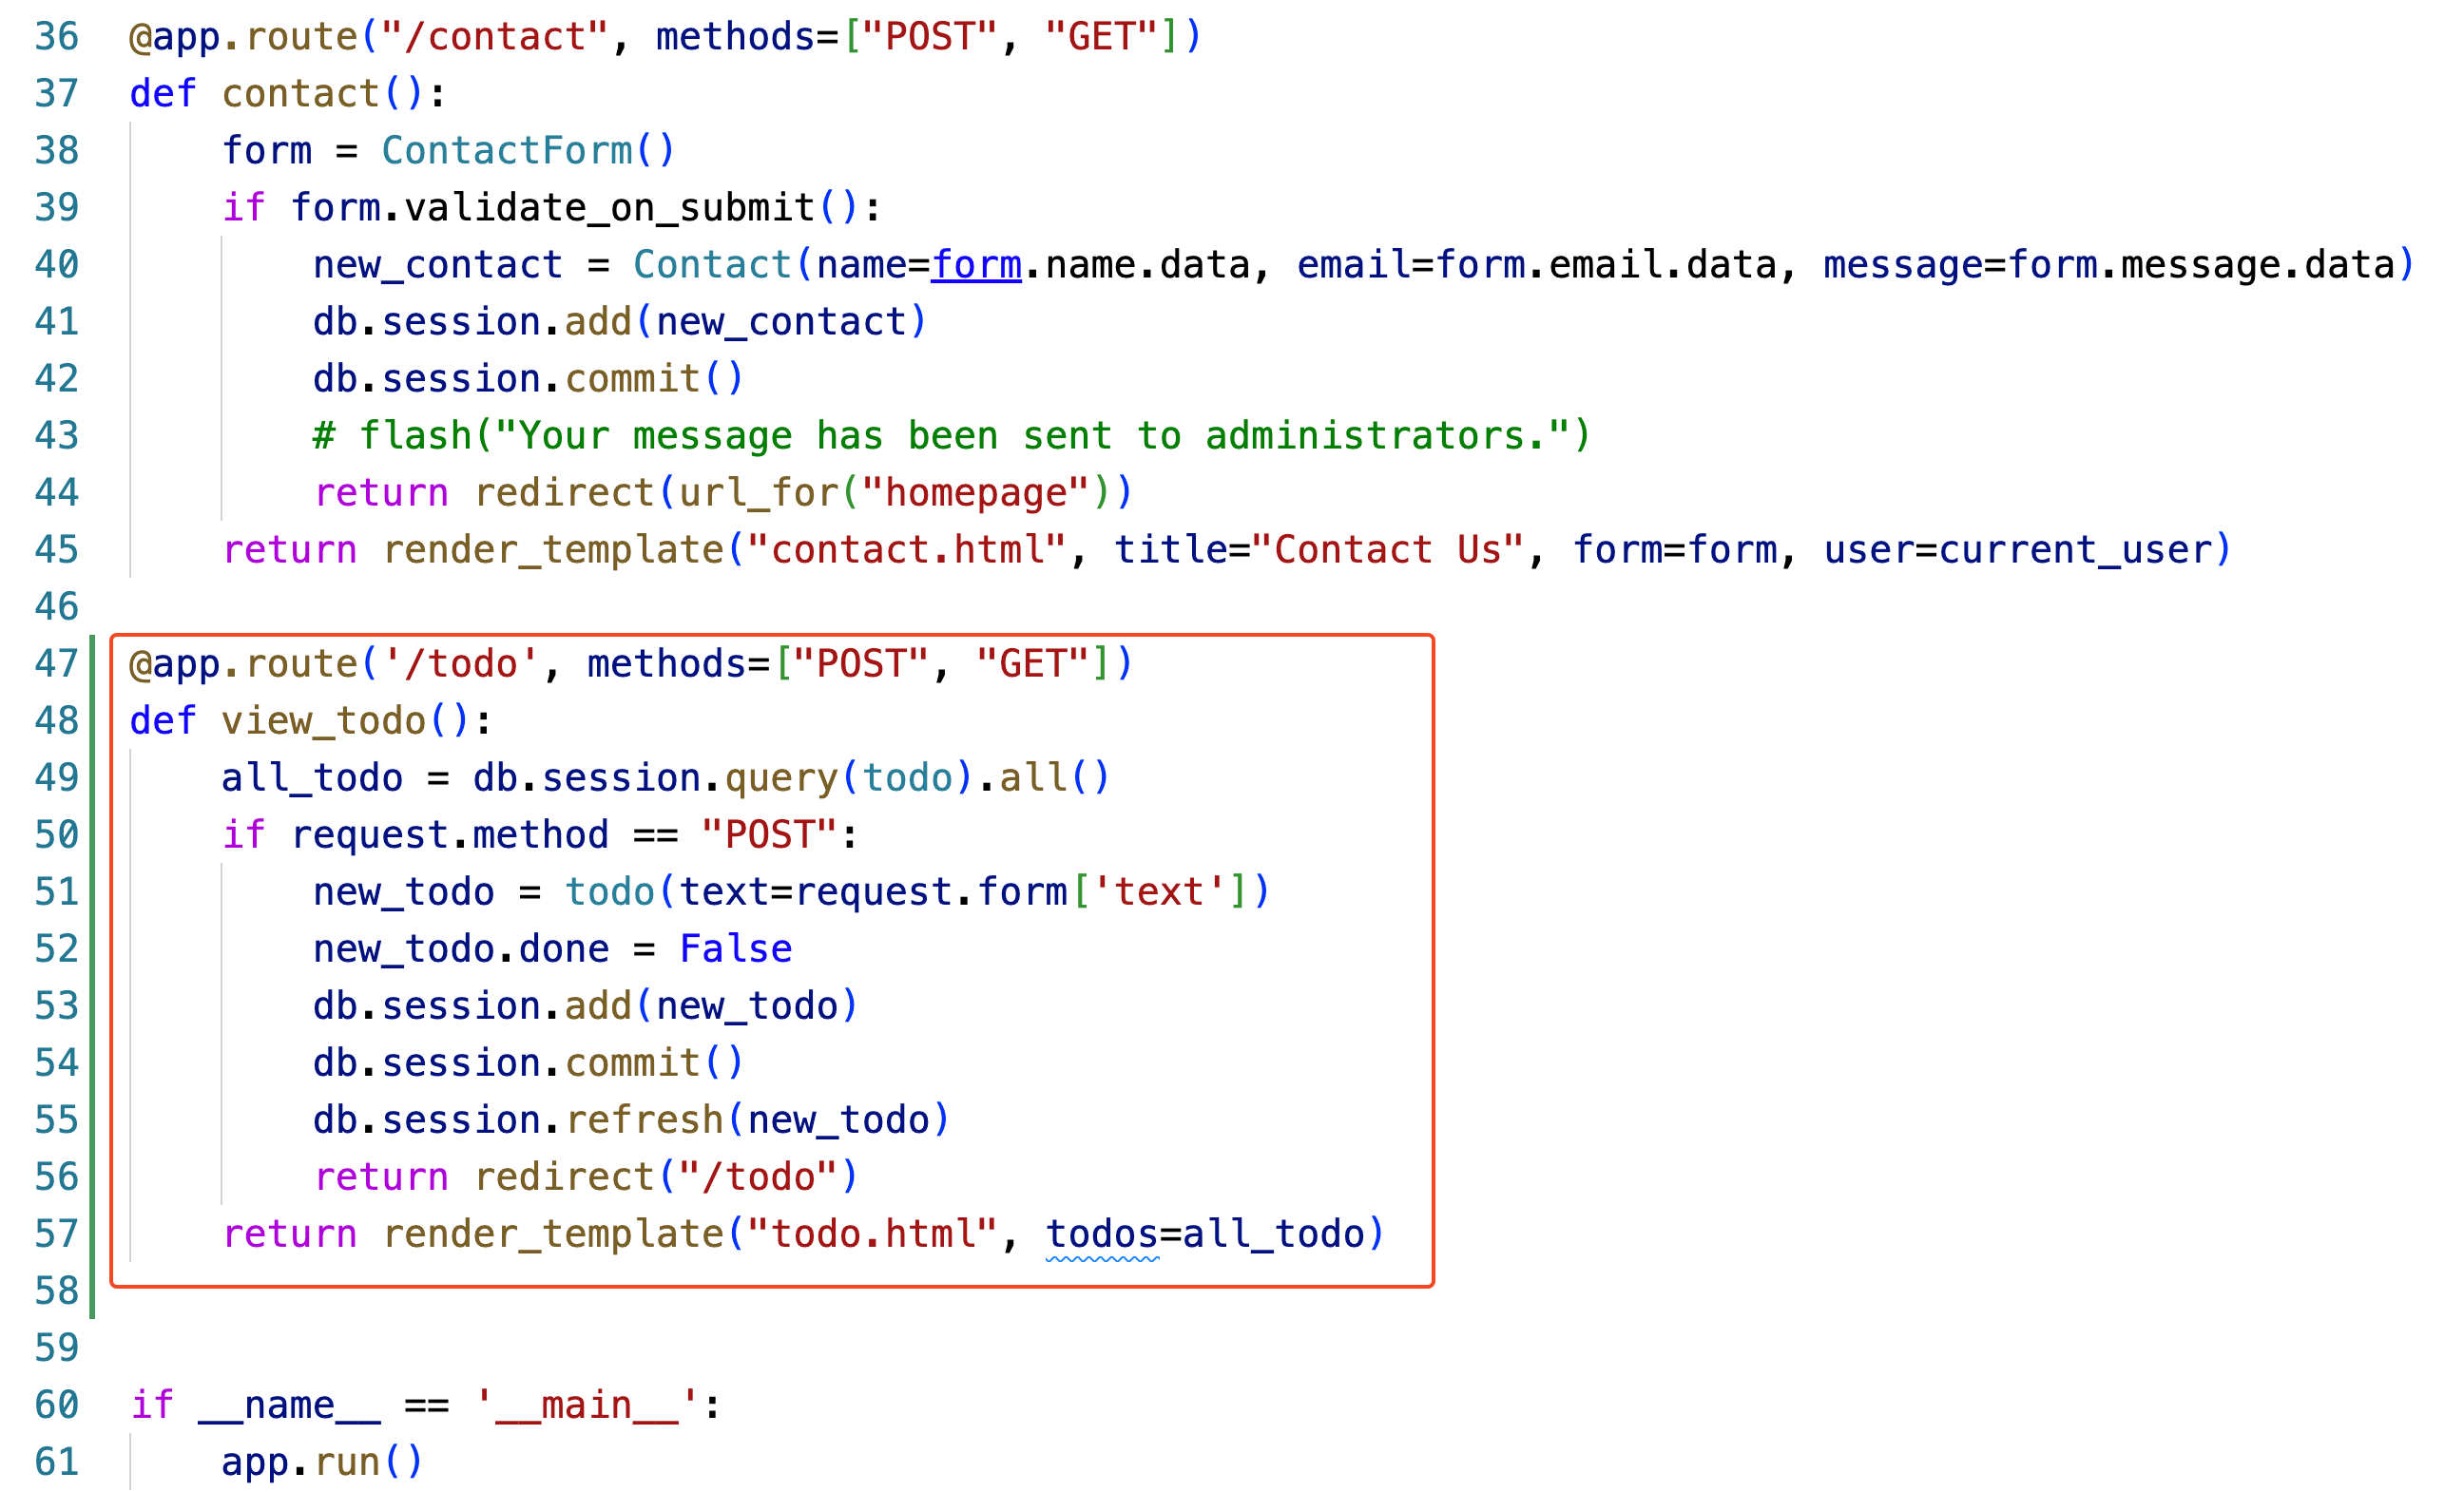 36 @app.route("/contact", methods=["POST", "GET"])
37 def contact():
38     form = ContactForm()
39     if form.validate_on_submit():
40         new_contact = Contact(name=form.name.data, email=form.email.data, message=form.message.data)
41         db.session.add(new_contact)
42         db.session.commit()
43         # flash("Your message has been sent to administrators.")
44         return redirect(url_for("homepage"))
45     return render_template("contact.html", title="Contact Us", form=form, user=current_user)
46
47 @app.route('/todo', methods=["POST", "GET"])
48 def view_todo():
49     all_todo = db.session.query(todo).all()
50     if request.method == "POST":
51         new_todo = todo(text=request.form['text'])
52         new_todo.done = False
53         db.session.add(new_todo)
54         db.session.commit()
55         db.session.refresh(new_todo)
56         return redirect("/todo")
57     return render_template("todo.html", todos=all_todo)
58
59
60 if __name__ == '__main__':
61     app.run()